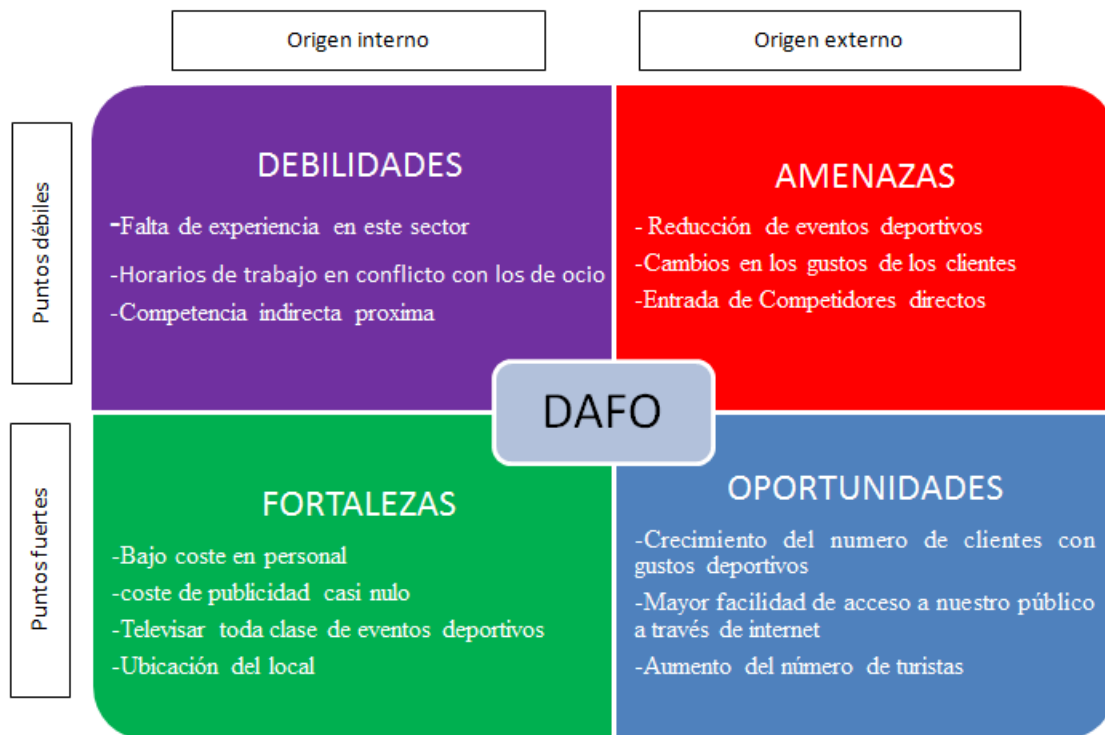 Origen interno
Origen externo
Puntos débiles
DEBILIDADES
-Falta de experiencia en este sector
-Horarios de trabajo en conflicto con los de ocio
-Competencia indirecta proxima
AMENAZAS
- Reducción de eventos deportivos
-Cambios en los gustos de los clientes
-Entrada de Competidores directos
DAFO
Puntos fuertes
FORTALEZAS
-Bajo coste en personal
-coste de publicidad casi nulo
-Televisar toda clase de eventos deportivos
-Ubicación del local
OPORTUNIDADES
-Crecimiento del numero de clientes con
gustos deportivos
-Mayor facilidad de acceso a nuestro público
a través de internet
-Aumento del número de turistas